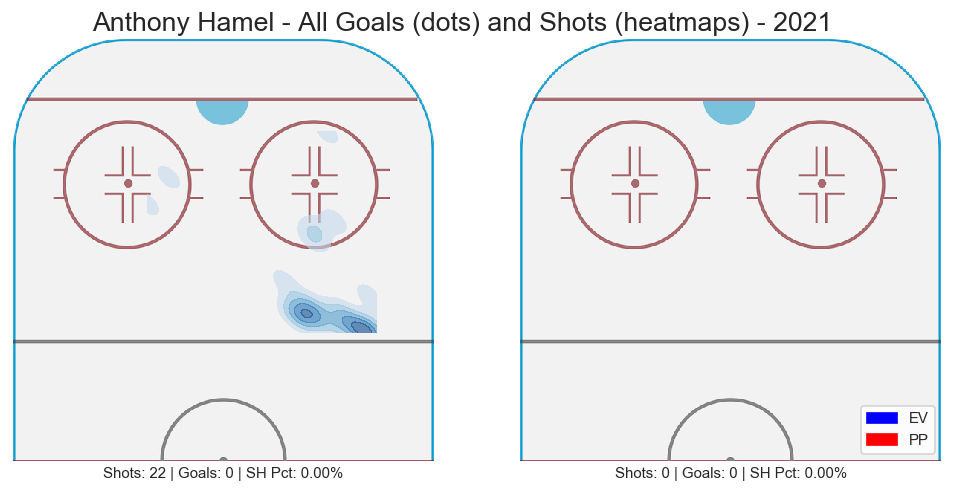 Anthony Hamel - All Goals (dots) and Shots (heatmaps) - 2021
EV
PP
Shots: 22 | Goals: 0 | SH Pct: 0.00%
Shots: 0 | Goals: 0 | SH Pct: 0.00%